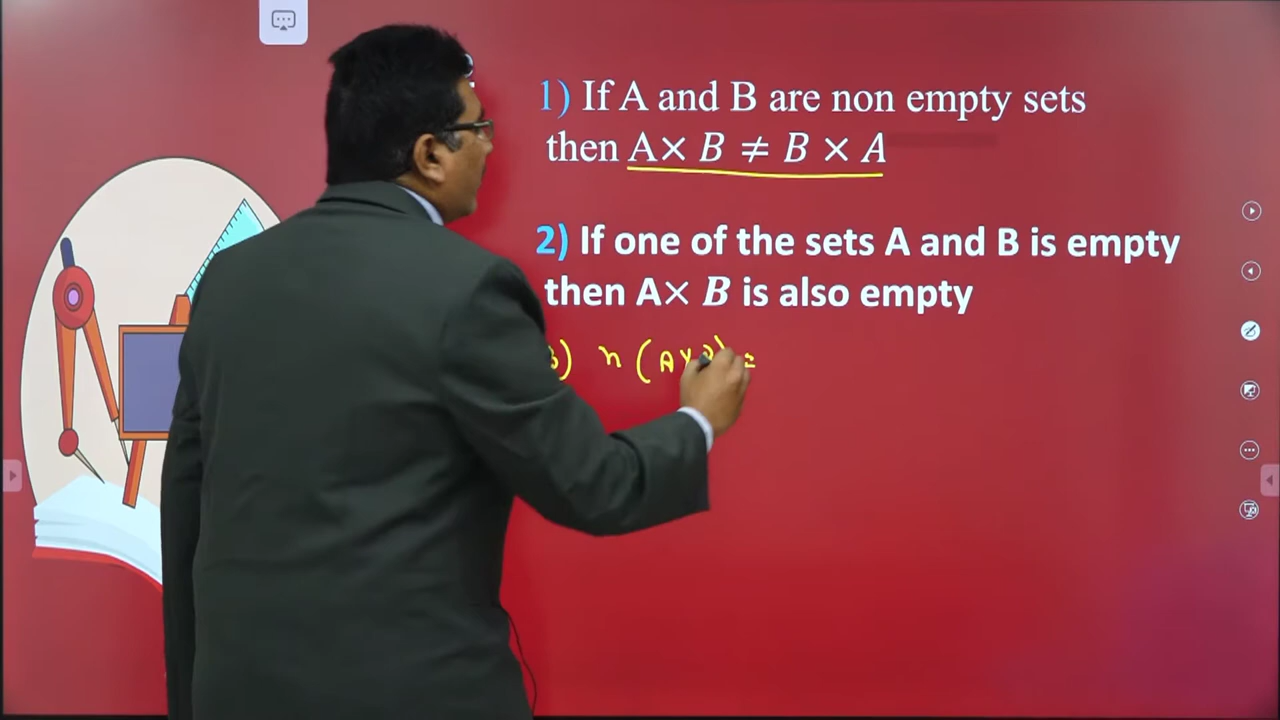 1) If A and B are non empty sets
then A× B ≠ B × A
2) If one of the sets A and B is empty
then A× B is also empty
n (A×B) =